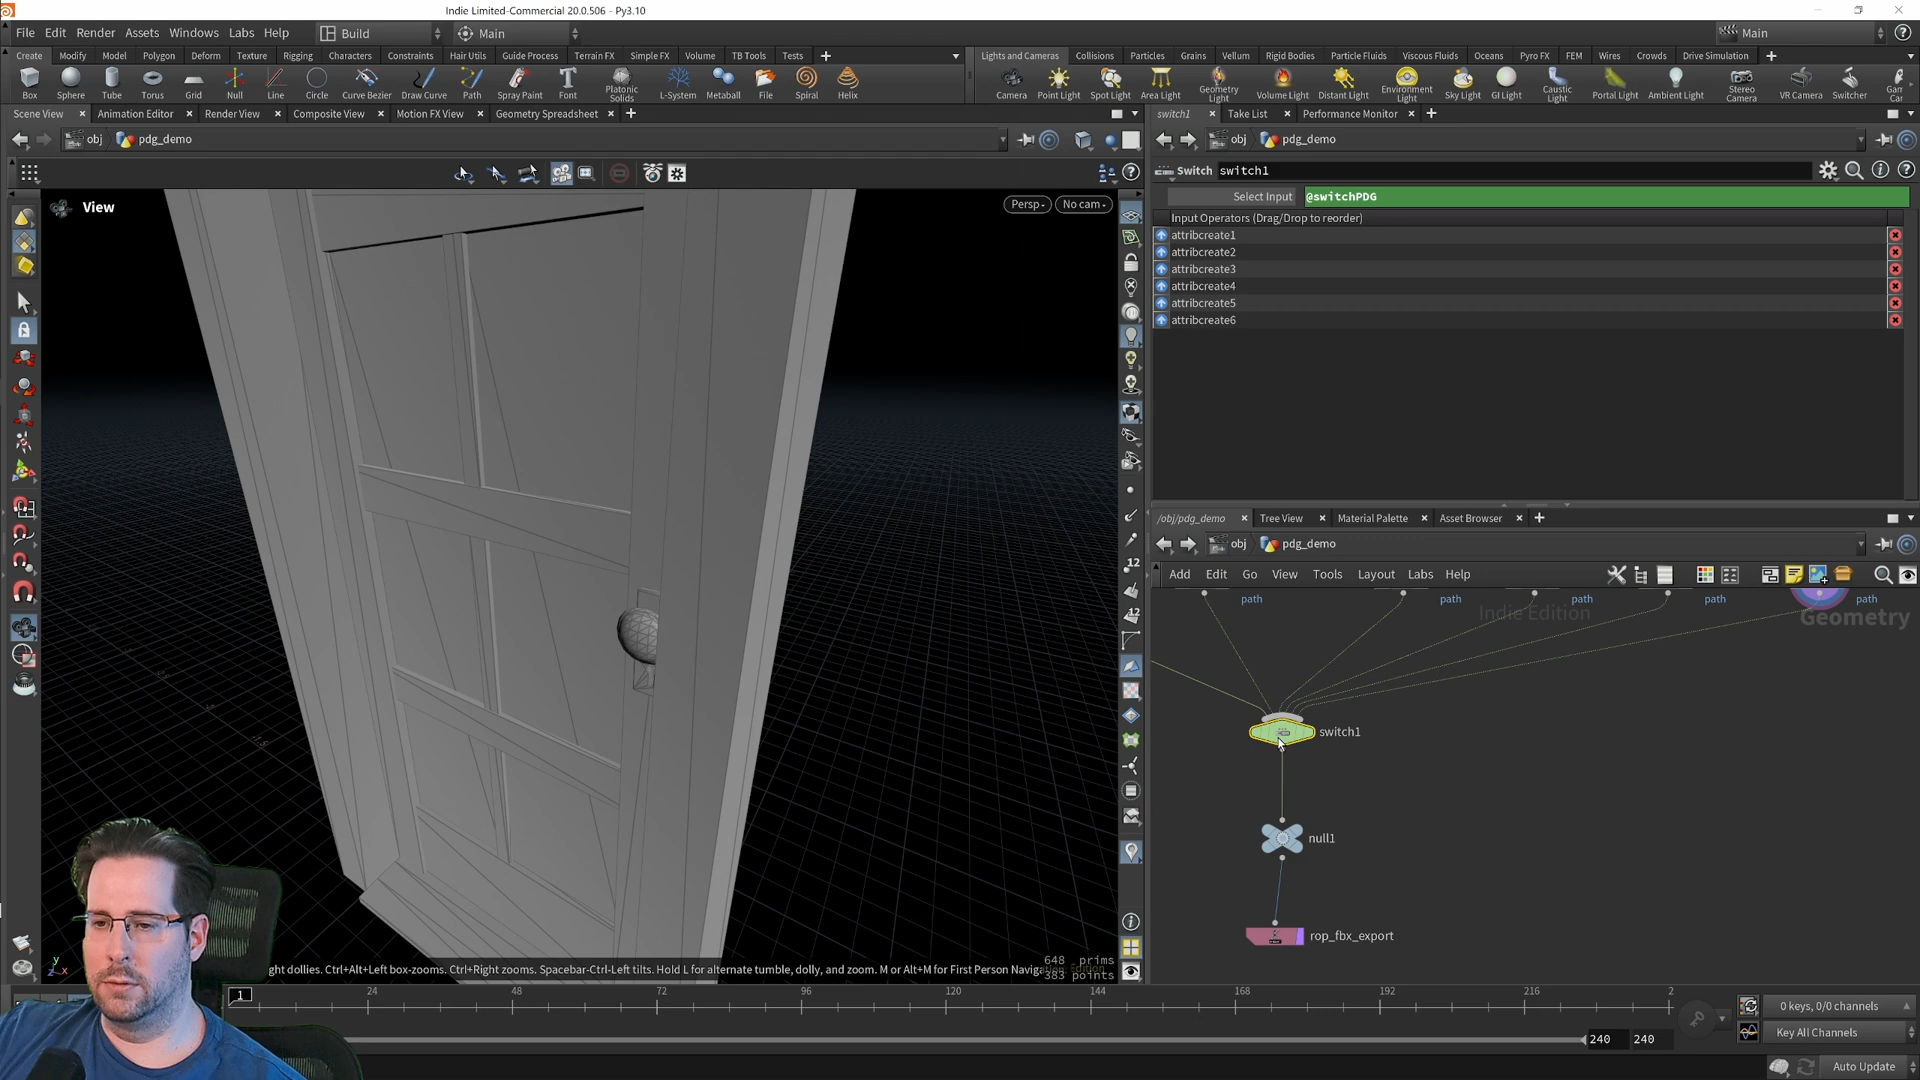 Indie Limited-Commercial 20.0.506 - Py3.10
File Edit Render Assets Windows Labs Help Build Main Main
Create Modify Model Polygon Deform Texture Rigging Characters Constraints Hair Utils Guide Process Terrain FX Simple FX Volume TB Tools Tests
Lights and Cameras Collisions Particles Grains Vellum Rigid Bodies Particle Fluids Viscous Fluids Oceans Pyro FX FEM Wires Crowds Drive Simulation
Box Sphere Tube Torus Grid Null Line Circle Curve Bezier Draw Curve Path Spray Paint Font Platonic Solids L-System Metaball File Spiral Helix
Camera Point Light Spot Light Area Light Geometry Light Volume Light Distant Light Environment Light Sky Light GI Light Caustic Light Portal Light Ambient Light Stereo Camera VR Camera Switcher
Scene View Animation Editor Render View Composite View Motion FX View Geometry Spreadsheet
switch1 Take List Performance Monitor
obj pdg_demo
obj pdg_demo
Switch switch1
Select Input @switchPDG
Input Operators (Drag/Drop to reorder)
attribcreate1
attribcreate2
attribcreate3
attribcreate4
attribcreate5
attribcreate6
View
Persp
No cam
/obj/pdg_demo Tree View Material Palette Asset Browser
obj pdg_demo
Add Edit Go View Tools Layout Labs Help
path path path path path
Indie Edition
Geometry
switch1
null1
rop_fbx_export
12
12
ght dollies. Ctrl+Alt+Left box-zooms. Ctrl+Right zooms. Spacebar-Ctrl-Left tilts. Hold L for alternate tumble, dolly, and zoom. M or Alt+M for First Person Navig
648 prims
383 points
y
z x
1 24 48 72 96 120 144 168 192 216 2
240 240
0 keys, 0/0 channels
Key All Channels
Auto Update